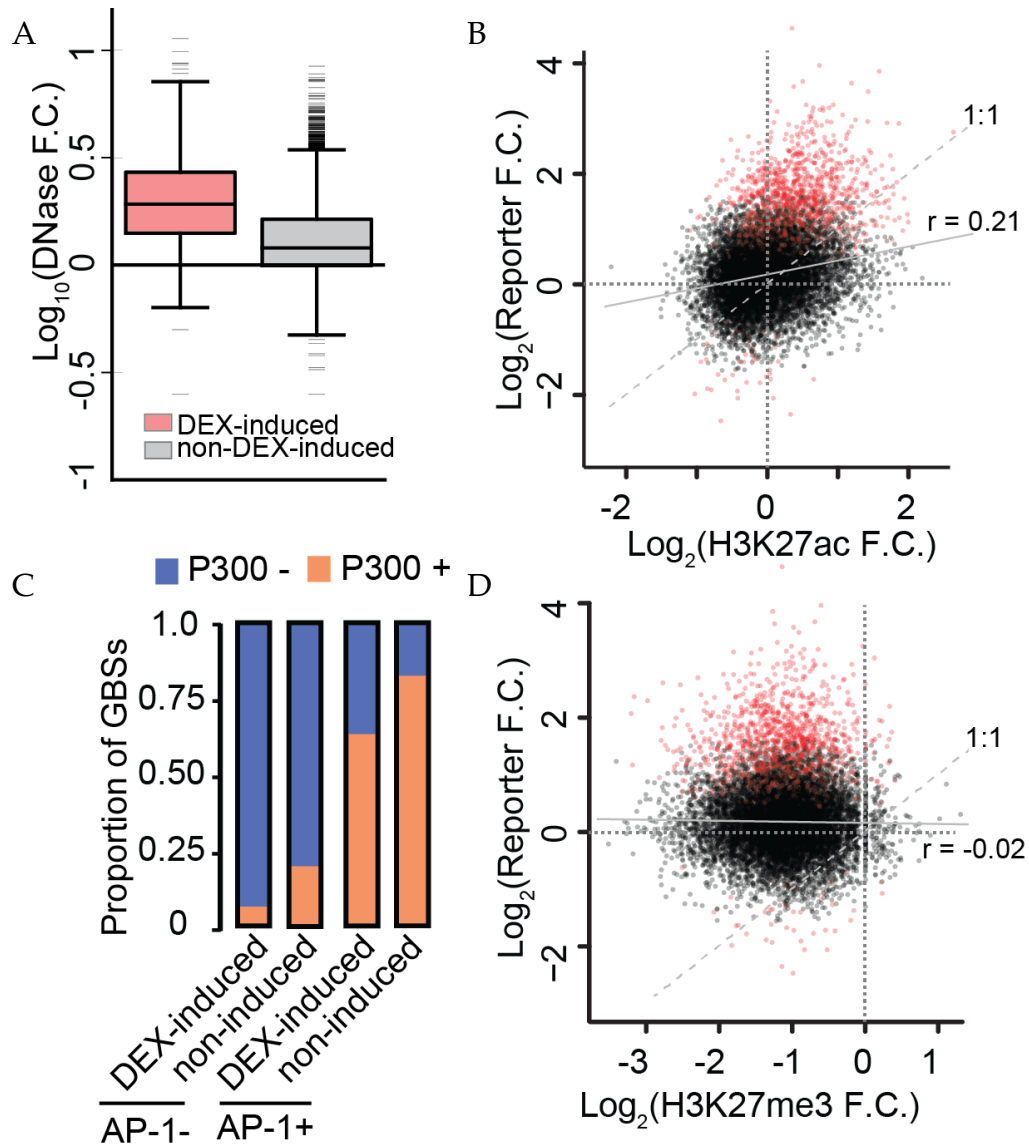 A
Log₁₀(DNase F.C.)
1
0.5
0
-0.5
-1
DEX-induced
non-DEX-induced
B
Log₂(Reporter F.C.)
4
2
0
−2
1:1
r = 0.21
-2
0
2
Log₂(H3K27ac F.C.)
C
P300 - P300 +
Proportion of GBSs
1.0
0.75
0.50
0.25
0
DEX-induced
non-induced
DEX-induced
non-induced
AP-1- AP-1+
D
Log₂(Reporter F.C.)
4
2
0
−2
1:1
r = -0.02
-3
-2
-1
0
1
Log₂(H3K27me3 F.C.)